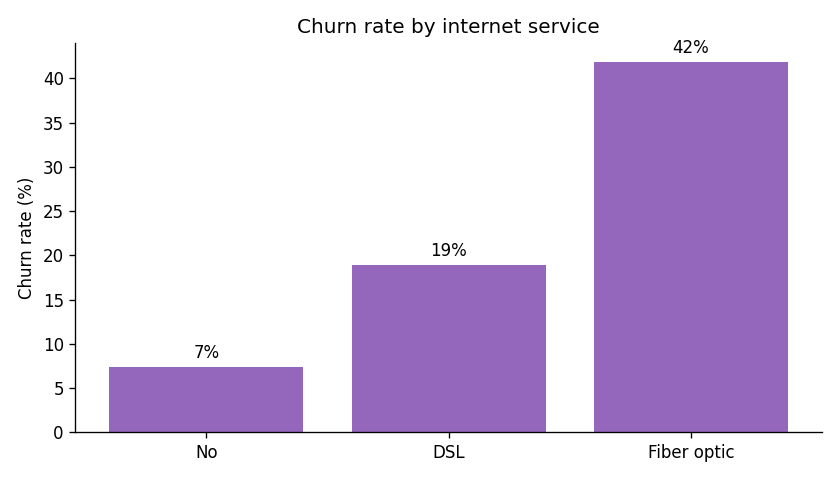 Churn rate by internet service
Churn rate (%)
40
35
30
25
20
15
10
5
0
7%
19%
42%
No
DSL
Fiber optic